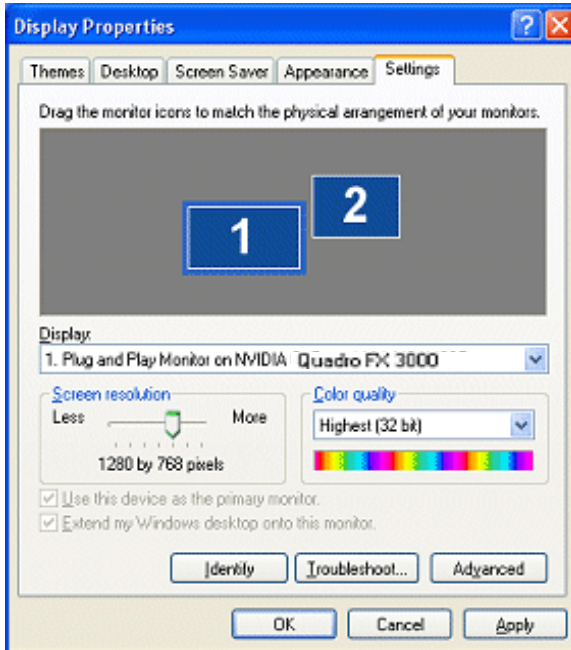 Display Properties
Themes Desktop Screen Saver Appearance Settings
Drag the monitor icons to match the physical arrangement of your monitors.
1 2
Display:
1. Plug and Play Monitor on NVIDIA Quadro FX 3000
Screen resolution
Less More
1280 by 768 pixels
Color quality
Highest (32 bit)
Use this device as the primary monitor.
Extend my Windows desktop onto this monitor.
Identify Troubleshoot... Advanced
OK Cancel Apply